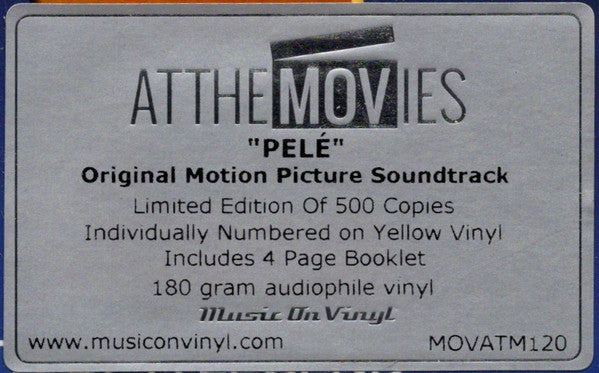 ATTHEMOVIES
"PELÉ"
Original Motion Picture Soundtrack
Limited Edition Of 500 Copies
Individually Numbered on Yellow Vinyl
Includes 4 Page Booklet
180 gram audiophile vinyl
Music On Vinyl
www.musiconvinyl.com MOVATM120